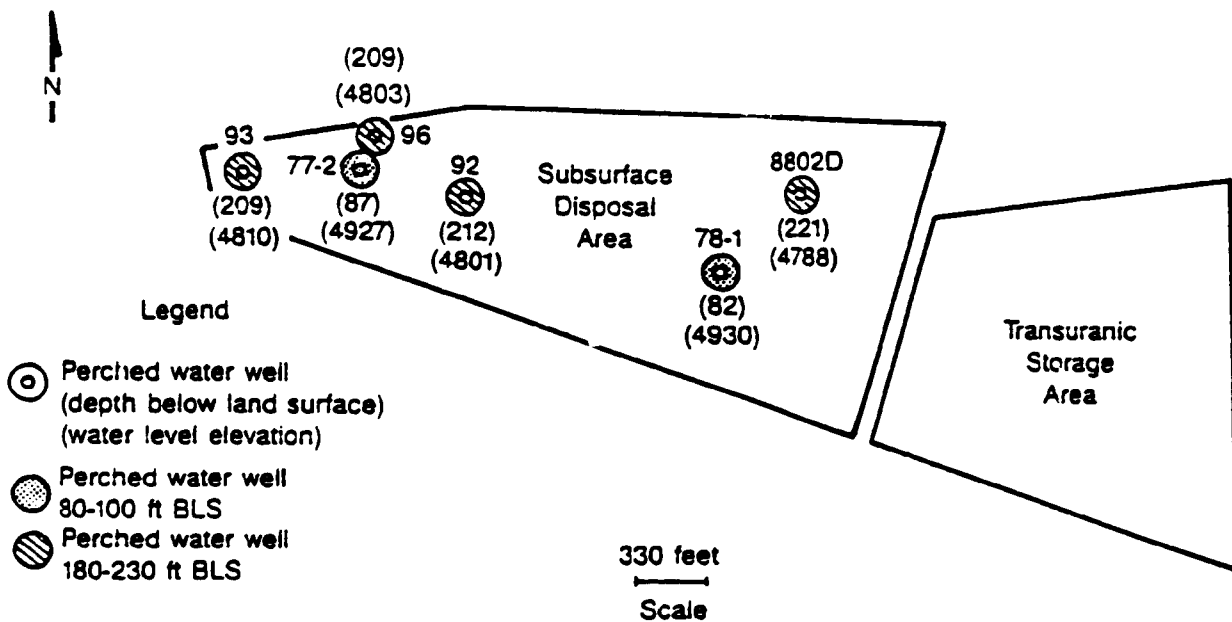 N
(209)
(4803)
93
96
77-2
(209)
(4810)
(87)
(4927)
92
(212)
(4801)
Subsurface
Disposal
Area
8802D
(221)
(4788)
78-1
(82)
(4930)
Transuranic
Storage
Area
Legend
Perched water well
(depth below land surface)
(water level elevation)
Perched water well
80-100 ft BLS
Perched water well
180-230 ft BLS
330 feet
Scale